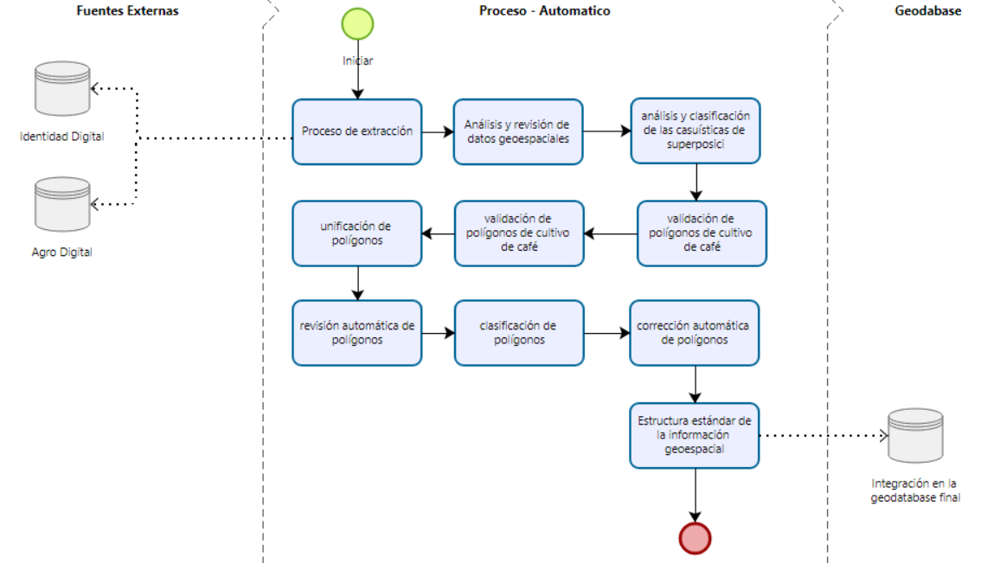 Fuentes Externas
Proceso - Automatico
Geodabase
Iniciar
Identidad Digital
Agro Digital
Proceso de extracción
Análisis y revisión de
datos geoespaciales
análisis y clasificación
de las casuísticas de
superposici
validación de
polígonos de cultivo
de café
validación de
polígonos de cultivo
de café
unificación de
polígonos
revisión automática de
polígonos
clasificación de
polígonos
corrección automática
de polígonos
Estructura estándar de
la información
geoespacial
Integración en la
geodatabase final